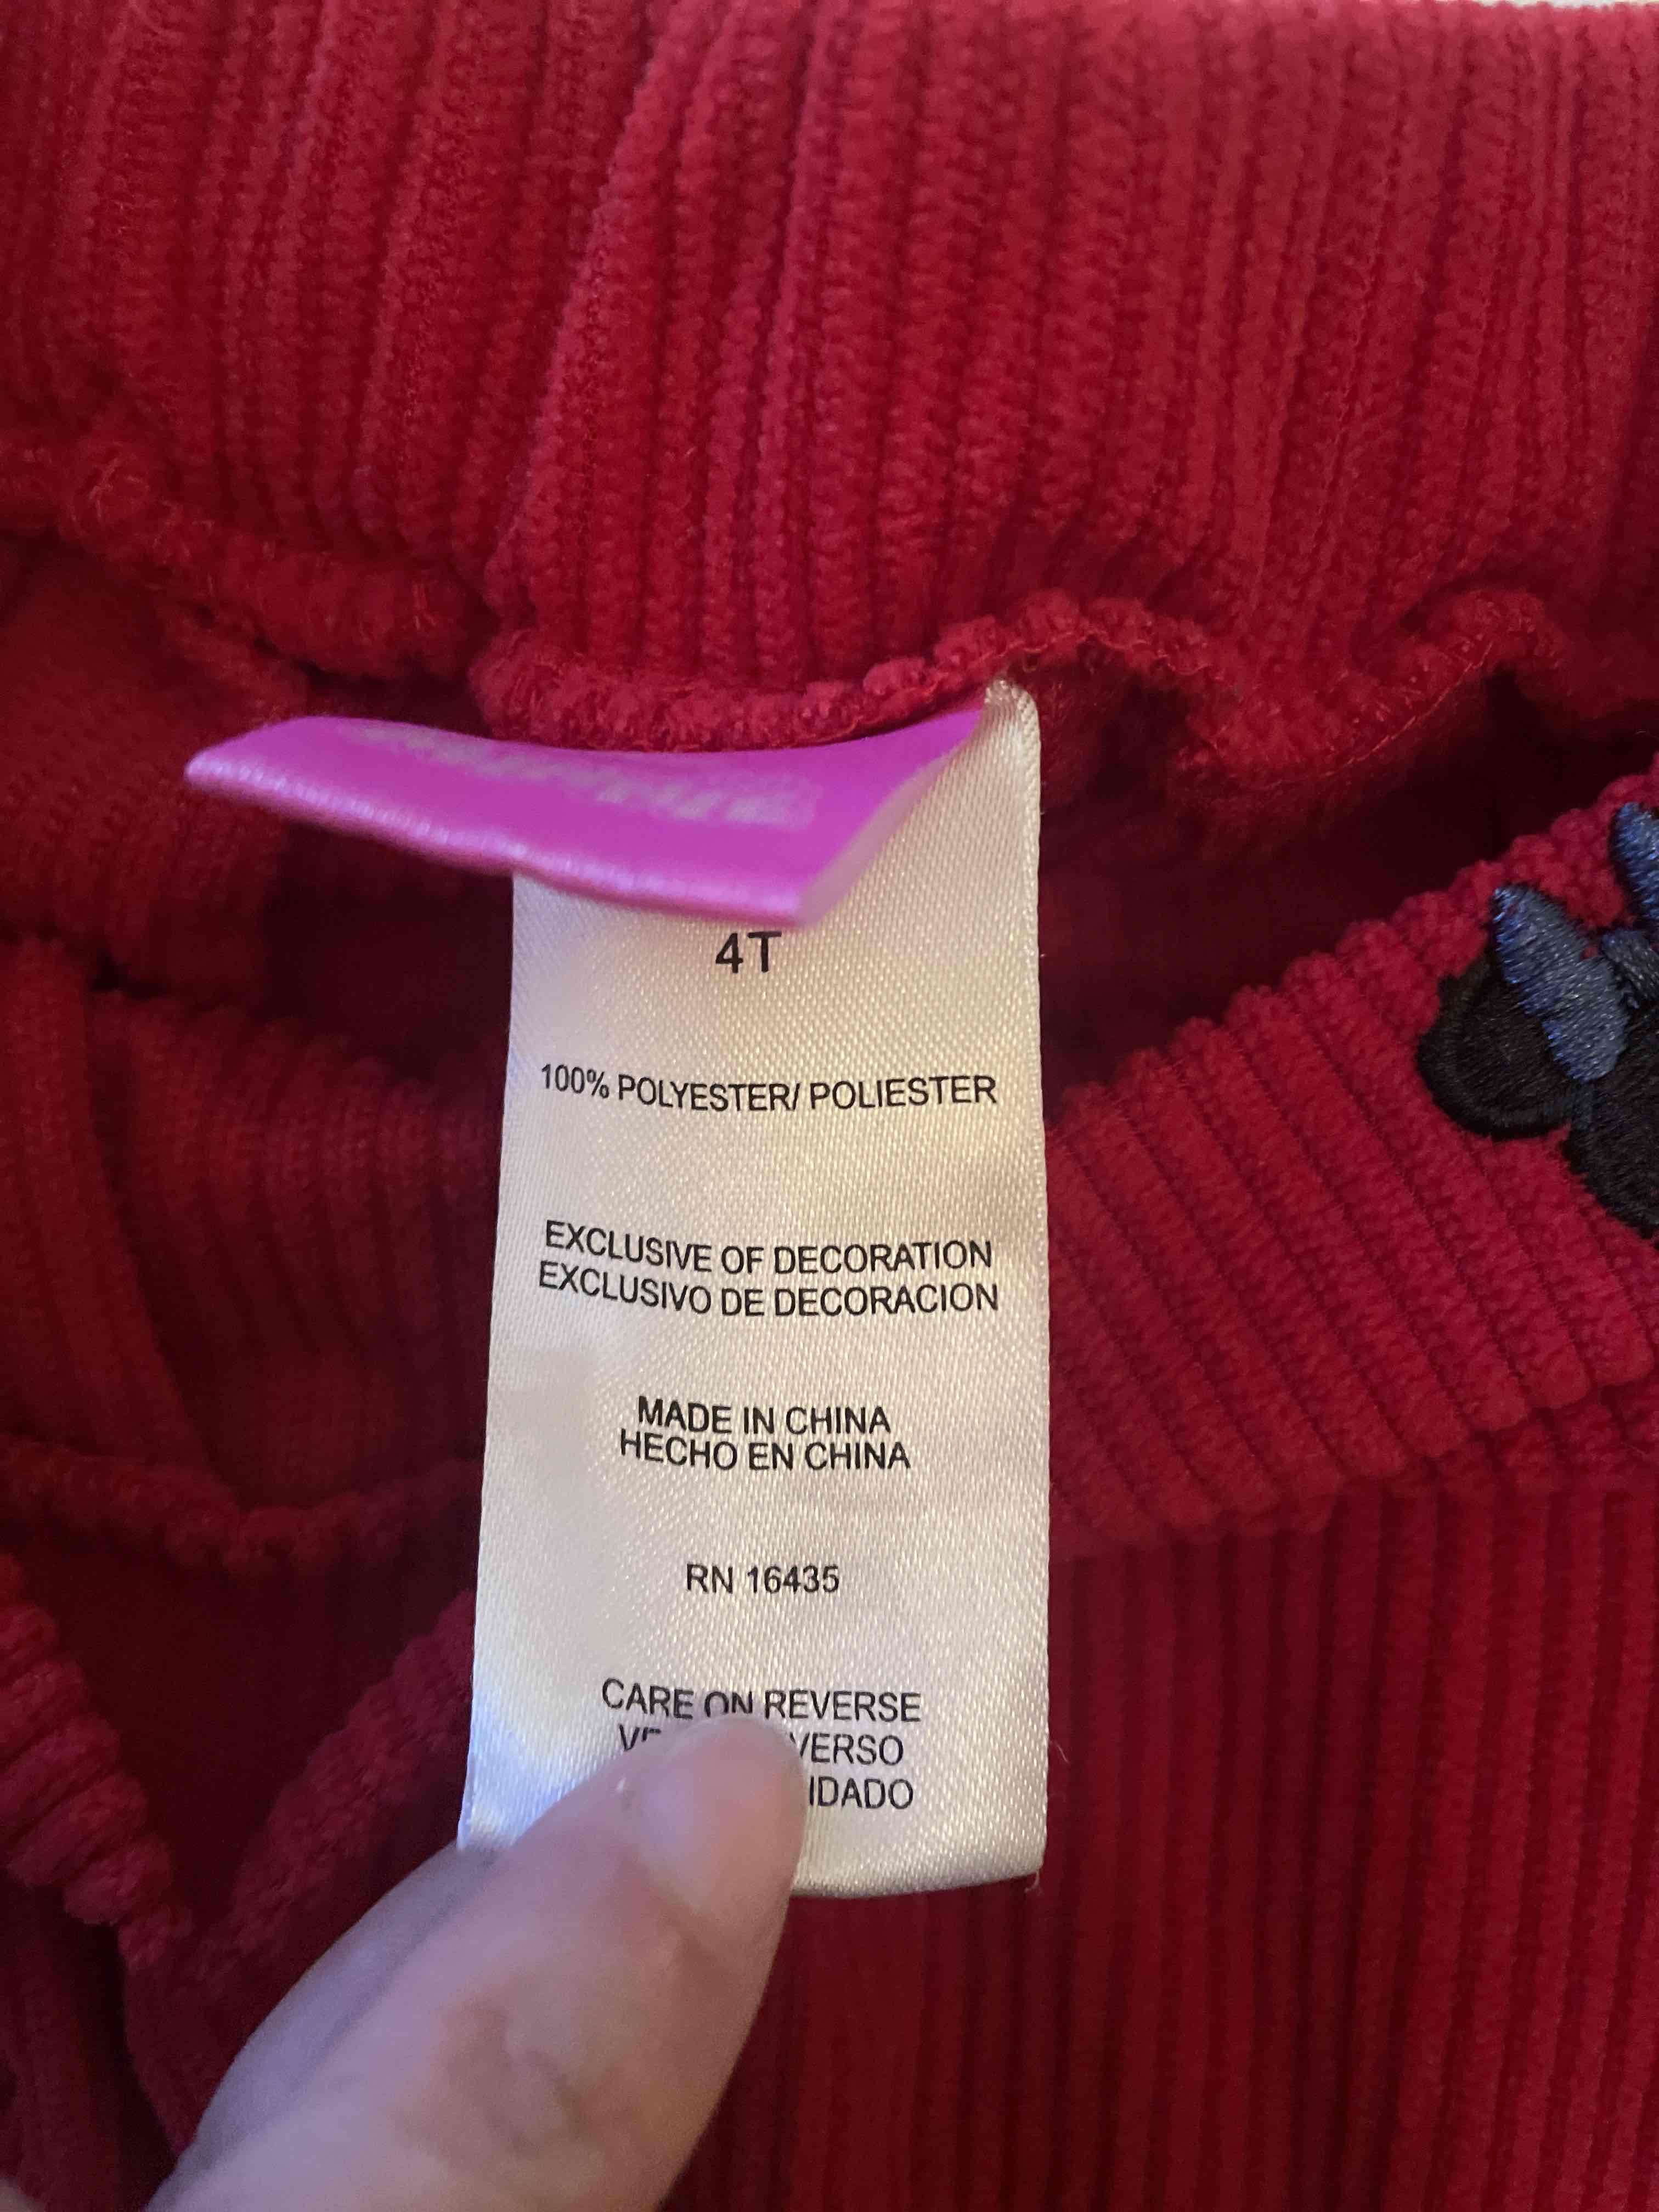 4T
100% POLYESTER/ POLIESTER
EXCLUSIVE OF DECORATION
EXCLUSIVO DE DECORACION
MADE IN CHINA
HECHO EN CHINA
RN 16435
CARE ON REVERSE